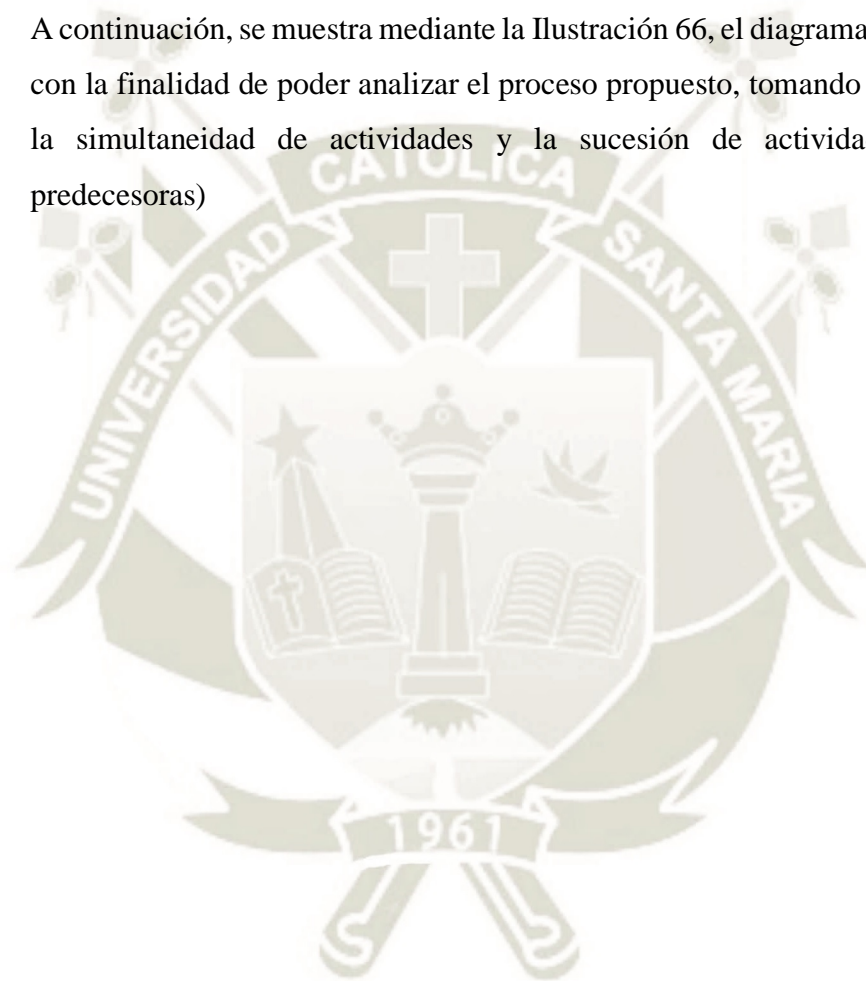 A continuación, se muestra mediante la Ilustración 66, el diagrama
con la finalidad de poder analizar el proceso propuesto, tomando
la simultaneidad de actividades y la sucesión de activida
predecesoras)
UNIVERSIDAD CATOLICA SANTA MARIA
1961